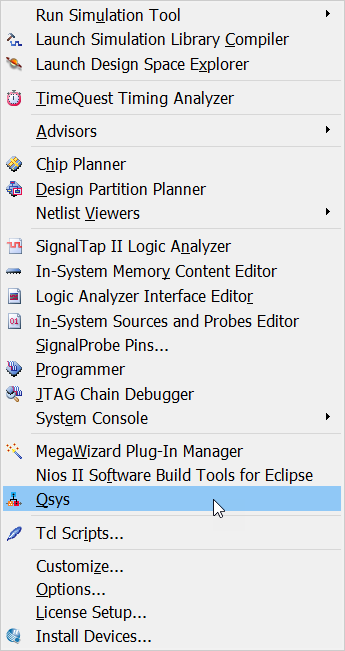 Run Simulation Tool
Launch Simulation Library Compiler
Launch Design Space Explorer
TimeQuest Timing Analyzer
Advisors
Chip Planner
Design Partition Planner
Netlist Viewers
SignalTap II Logic Analyzer
In-System Memory Content Editor
Logic Analyzer Interface Editor
In-System Sources and Probes Editor
SignalProbe Pins...
Programmer
JTAG Chain Debugger
System Console
MegaWizard Plug-In Manager
Nios II Software Build Tools for Eclipse
Qsys
Tcl Scripts...
Customize...
Options...
License Setup...
Install Devices...